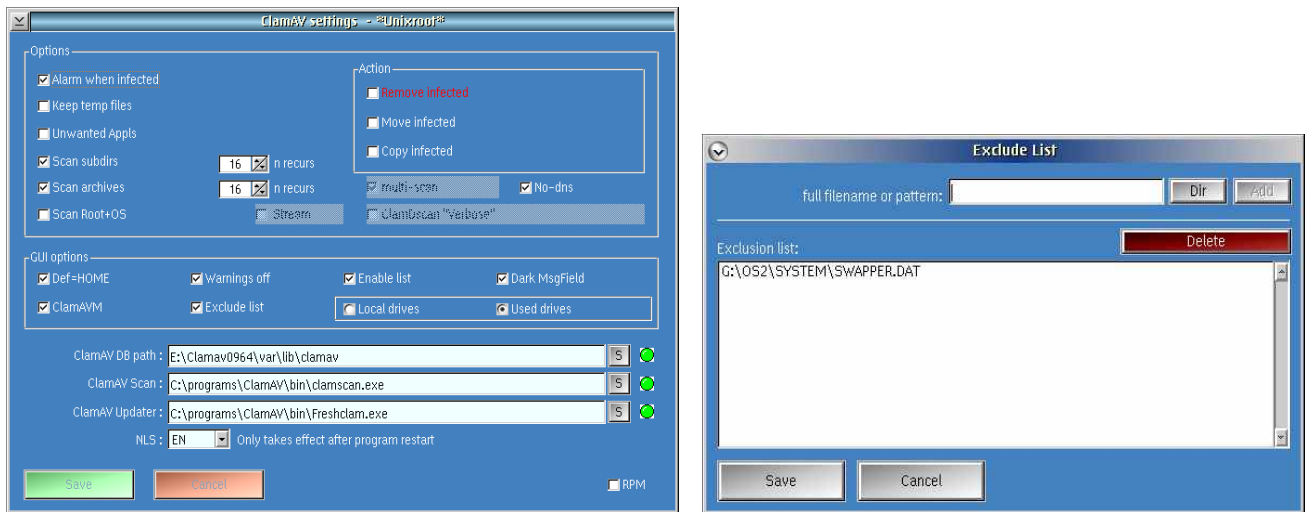 ClamAV settings - *Unixroot*
Options
Alarm when infected
Keep temp files
Unwanted Appls
Scan subdirs 16 n recurs
Scan archives 16 n recurs
Scan Root+OS Stream
Action
Remove infected
Move infected
Copy infected
multi-scan No-dns
ClamDscan "Verbose"
GUI options
Def=HOME Warnings off Enable list Dark MsgField
ClamAVM Exclude list Local drives Used drives
ClamAV DB path : E:\Clamav0964\var\lib\clamav S
ClamAV Scan : C:\programs\ClamAV\bin\clamscan.exe S
ClamAV Updater : C:\programs\ClamAV\bin\Freshclam.exe S
NLS : EN Only takes effect after program restart
Save Cancel RPM
Exclude List
full filename or pattern: Dir Add
Exclusion list: Delete
G:\OS2\SYSTEM\SWAPPER.DAT
Save Cancel